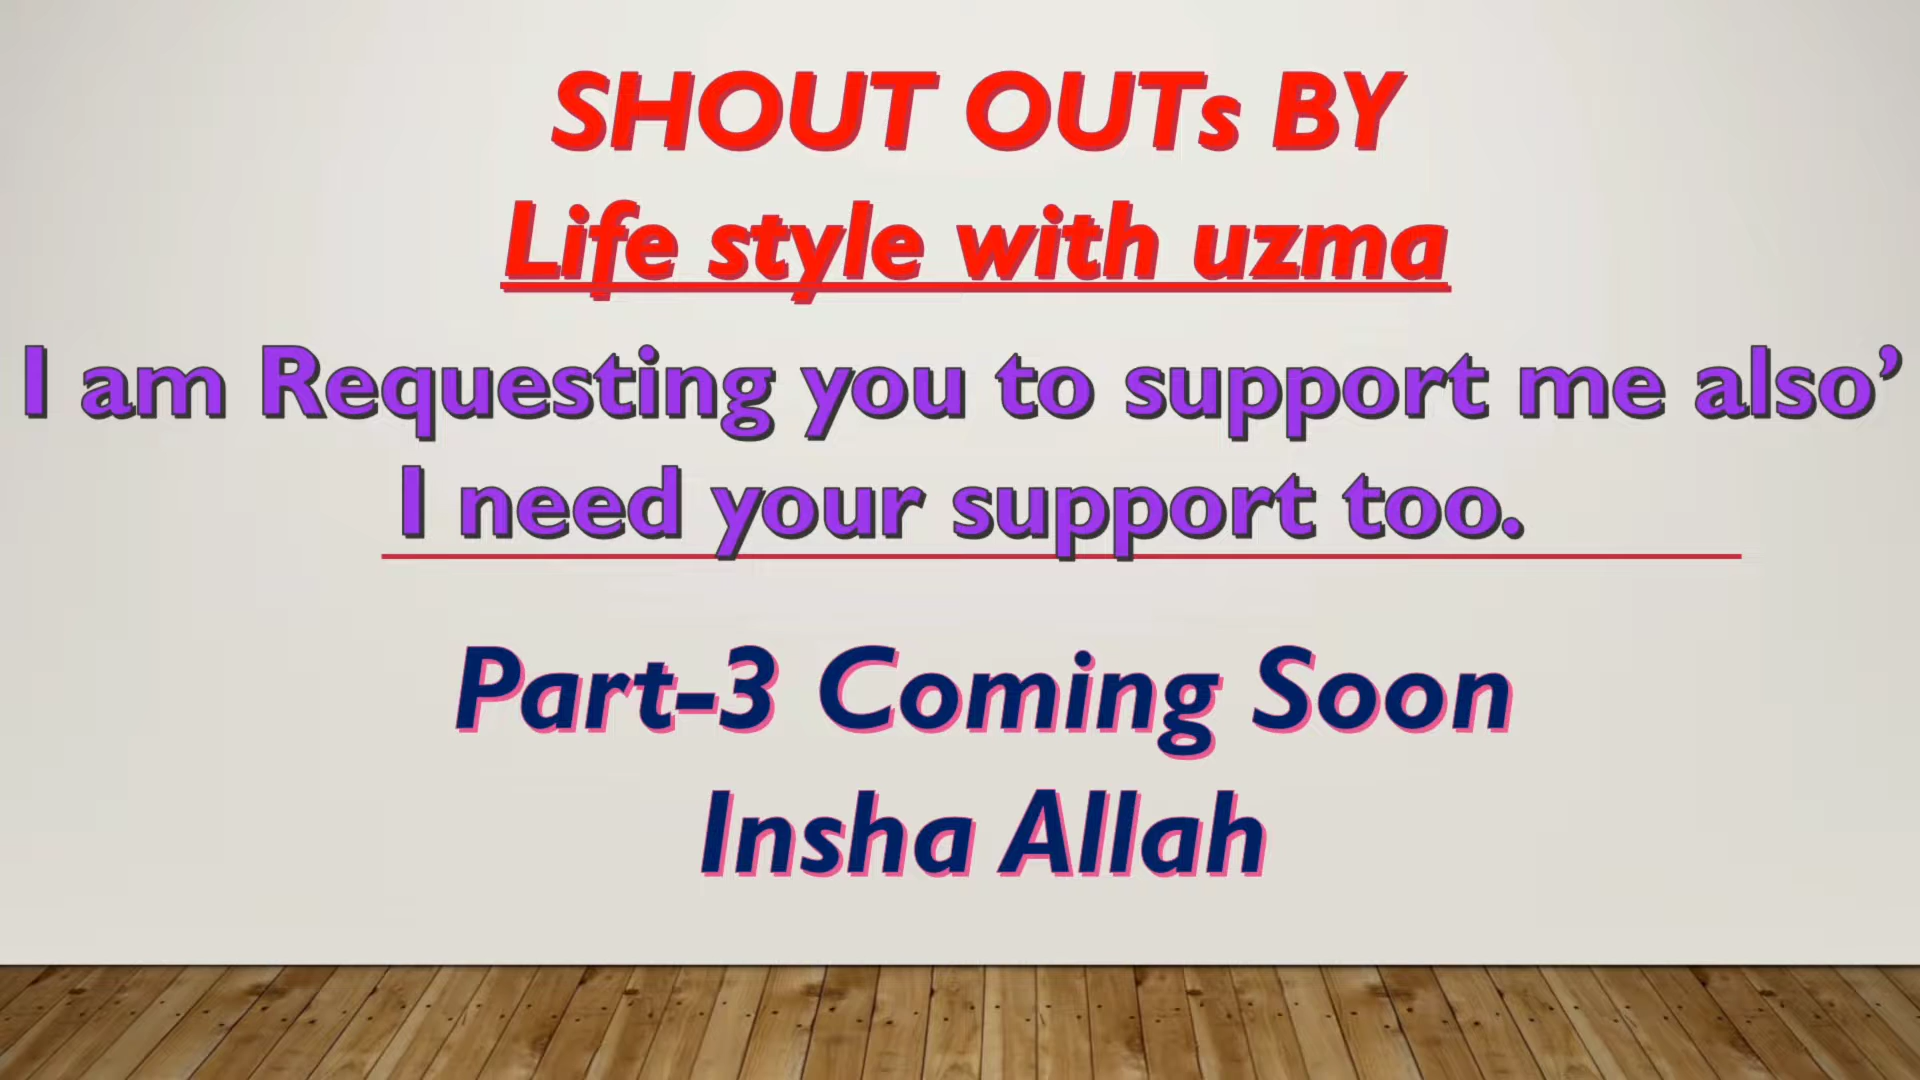 SHOUT OUTs BY
Life style with uzma
I am Requesting you to support me also’
I need your support too.
Part-3 Coming Soon
Insha Allah